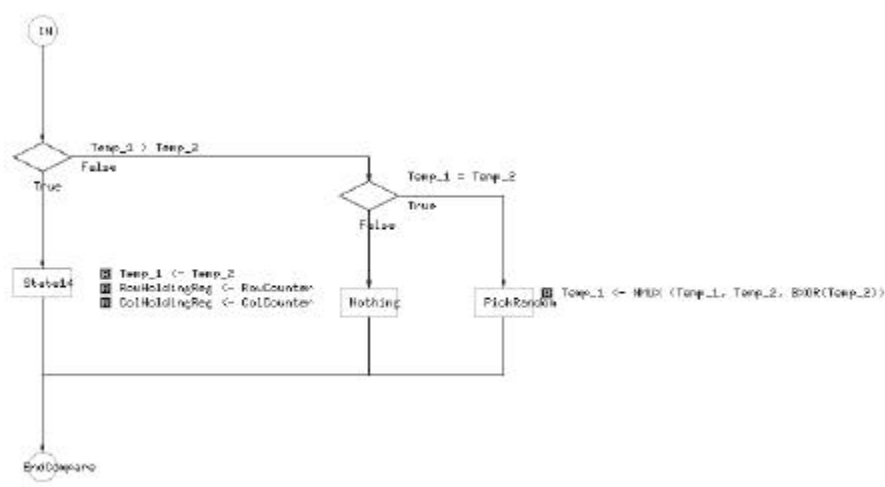 IN
Temp_1 > Temp_2
False
True
Temp_1 = Temp_2
True
False
State14
Temp_1 <- Temp_2
RowHoldingReg <- RowCounter
ColHoldingReg <- ColCounter
Nothing
PickRandom
Temp_1 <- NMUX (Temp_1, Temp_2, BXOR(Temp_2))
EndCompare